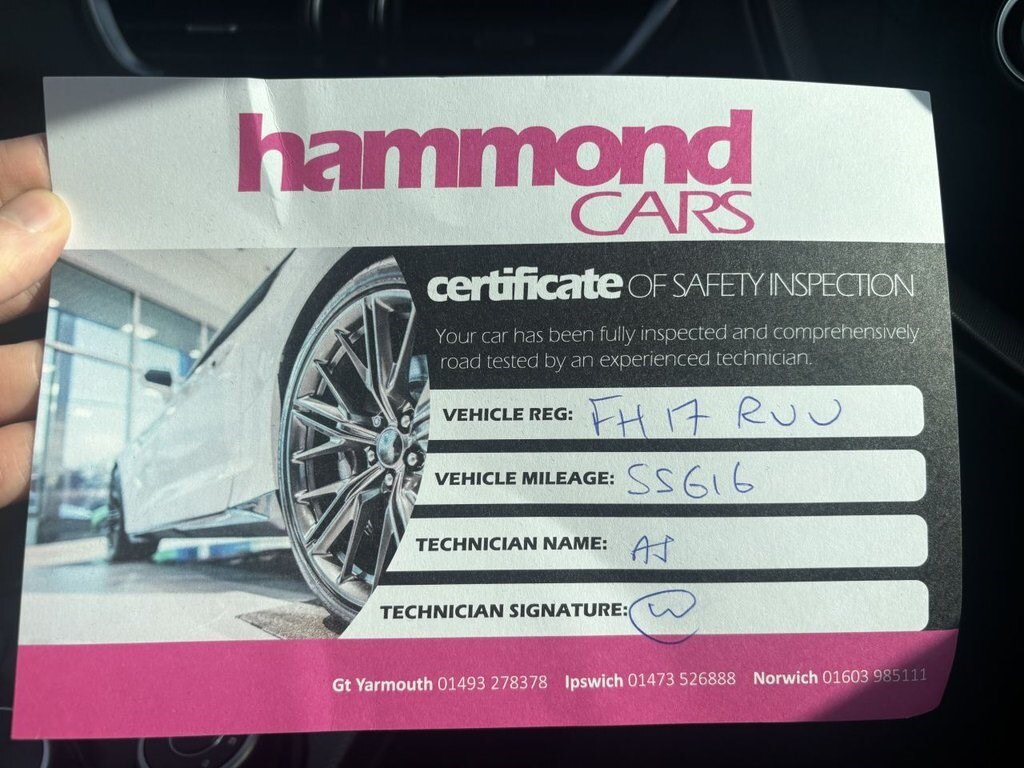 hammond
CARS
certificate OF SAFETY INSPECTION
Your car has been fully inspected and comprehensively
road tested by an experienced technician.
VEHICLE REG: FH17 RUU
VEHICLE MILEAGE: 55616
TECHNICIAN NAME: AJ
TECHNICIAN SIGNATURE: W
Gt Yarmouth 01493 278378 Ipswich 01473 526888 Norwich 01603 985111